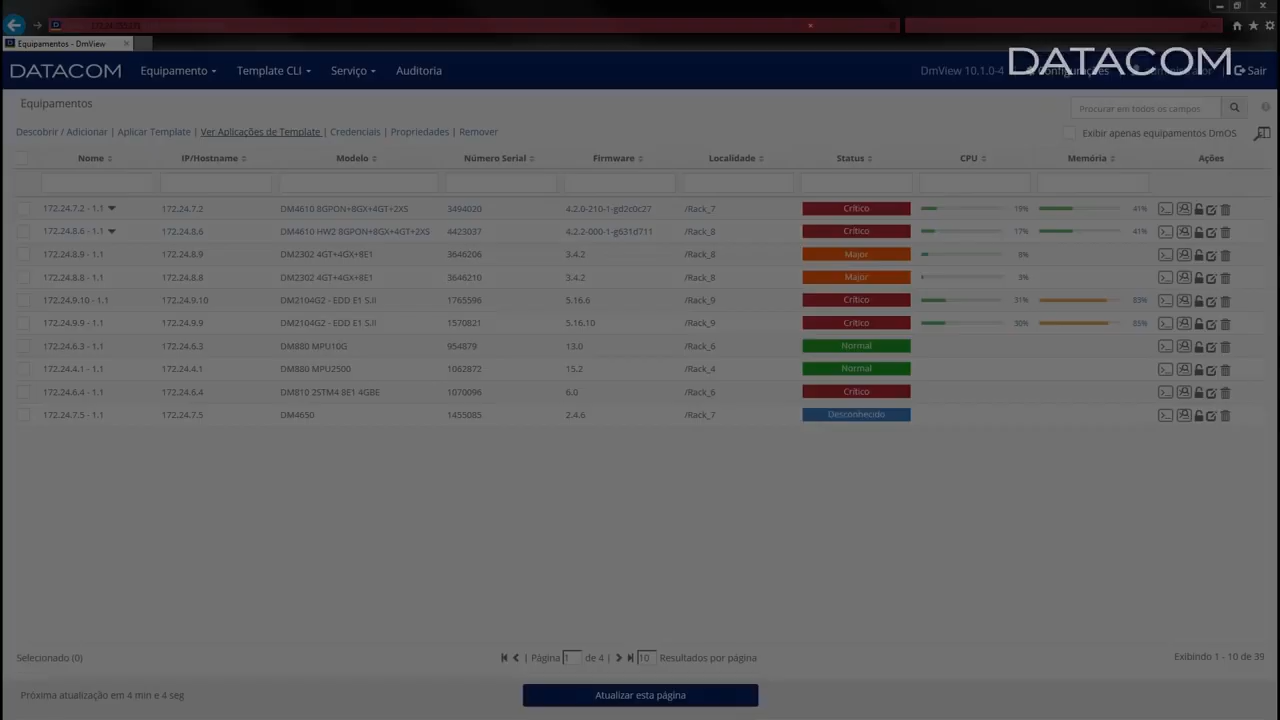 Equipamentos - DmView
DATACOM
DATACOM Equipamento Template CLI Serviço Auditoria DmView 10.1.0-4 Configurações Sair
Equipamentos
Procurar em todos os campos
Descobrir / Adicionar | Aplicar Template | Ver Aplicações de Template | Credenciais | Propriedades | Remover
Exibir apenas equipamentos DmOS
Nome IP/Hostname Modelo Número Serial Firmware Localidade Status CPU Memória Ações
172.24.7.2 - 1.1 172.24.7.2 DM4610 8GPON+8GX+4GT+2XS 3494020 4.2.0-210-1-gd2c0c27 /Rack_7 Crítico 19% 41%
172.24.8.6 - 1.1 172.24.8.6 DM4610 HW2 8GPON+8GX+4GT+2XS 4423037 4.2.2-000-1-g631d711 /Rack_8 Crítico 17% 41%
172.24.8.9 - 1.1 172.24.8.9 DM2302 4GT+4GX+8E1 3646206 3.4.2 /Rack_8 Major 8%
172.24.8.8 - 1.1 172.24.8.8 DM2302 4GT+4GX+8E1 3646210 3.4.2 /Rack_8 Major 3%
172.24.9.10 - 1.1 172.24.9.10 DM2104G2 - EDD E1 S.II 1765596 5.16.6 /Rack_9 Crítico 31% 83%
172.24.9.9 - 1.1 172.24.9.9 DM2104G2 - EDD E1 S.II 1570821 5.16.10 /Rack_9 Crítico 30% 85%
172.24.6.3 - 1.1 172.24.6.3 DM880 MPU10G 954879 13.0 /Rack_6 Normal
172.24.4.1 - 1.1 172.24.4.1 DM880 MPU2500 1062872 15.2 /Rack_4 Normal
172.24.6.4 - 1.1 172.24.6.4 DM810 2STM4 8E1 4GBE 1070096 6.0 /Rack_6 Crítico
172.24.7.5 - 1.1 172.24.7.5 DM4650 1455085 2.4.6 /Rack_7 Desconhecido
Selecionado (0) | Página 1 de 4 | 10 Resultados por página Exibindo 1 - 10 de 39
Próxima atualização em 4 min e 4 seg Atualizar esta página